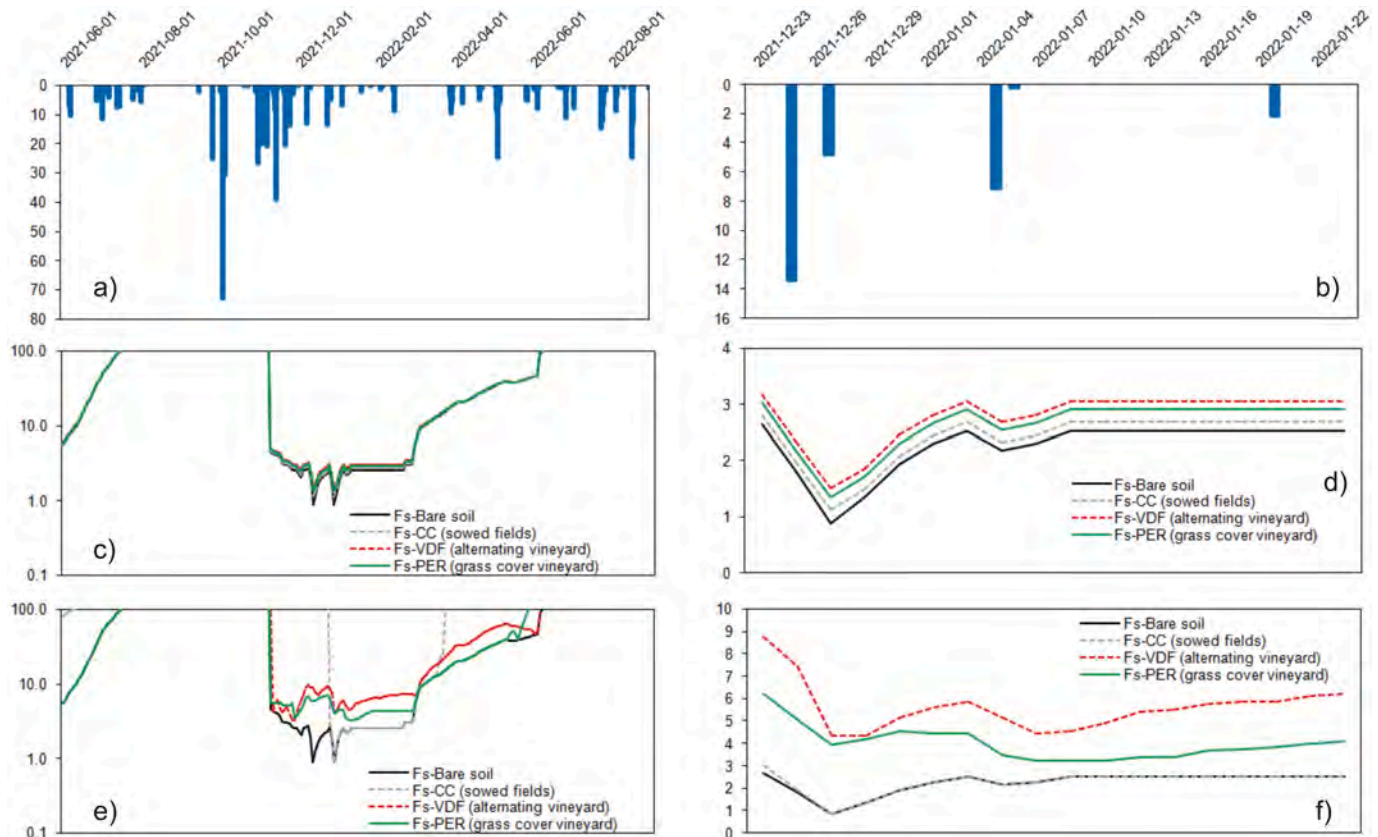 2021-06-01
2021-08-01
2021-10-01
2021-12-01
2022-02-01
2022-04-01
2022-06-01
2022-08-01
0
10
20
30
40
50
60
70
80
a)
2021-12-23
2021-12-26
2021-12-29
2022-01-01
2022-01-04
2022-01-07
2022-01-10
2022-01-13
2022-01-16
2022-01-19
2022-01-22
0
2
4
6
8
10
12
14
16
b)
100.0
10.0
1.0
0.1
c)
Fs-Bare soil
Fs-CC (sowed fields)
Fs-VDF (alternating vineyard)
Fs-PER (grass cover vineyard)
4
3
2
1
0
d)
Fs-Bare soil
Fs-CC (sowed fields)
Fs-VDF (alternating vineyard)
Fs-PER (grass cover vineyard)
100.0
10.0
1.0
0.1
e)
Fs-Bare soil
Fs-CC (sowed fields)
Fs-VDF (alternating vineyard)
Fs-PER (grass cover vineyard)
10
9
8
7
6
5
4
3
2
1
0
f)
Fs-Bare soil
Fs-CC (sowed fields)
Fs-VDF (alternating vineyard)
Fs-PER (grass cover vineyard)